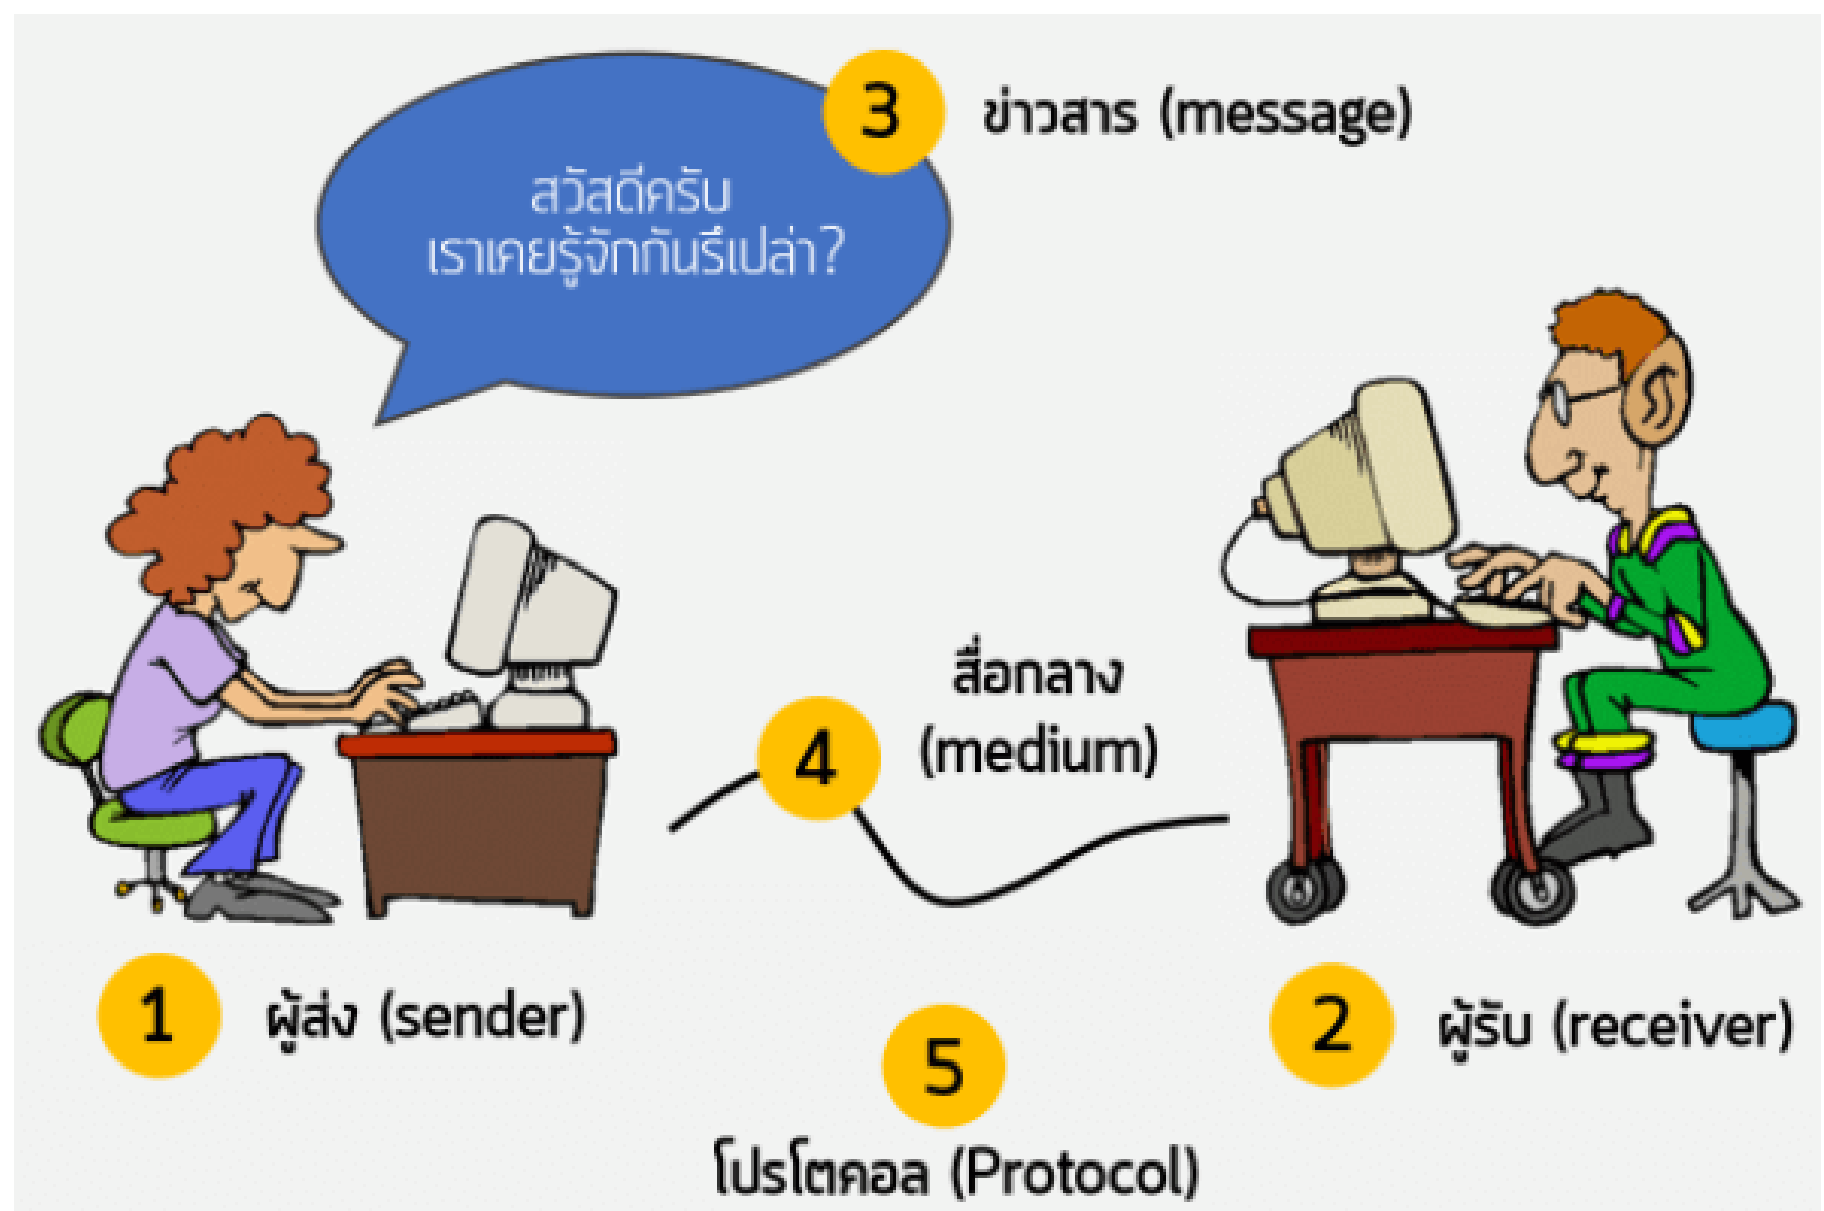 3 ข่าวสาร (message)
สวัสดีครับ
เราเคยรู้จักกันรึเปล่า?
สื่อกลาง
4 (medium)
1 ผู้ส่ง (sender)
2 ผู้รับ (receiver)
5
โปรโตคอล (Protocol)